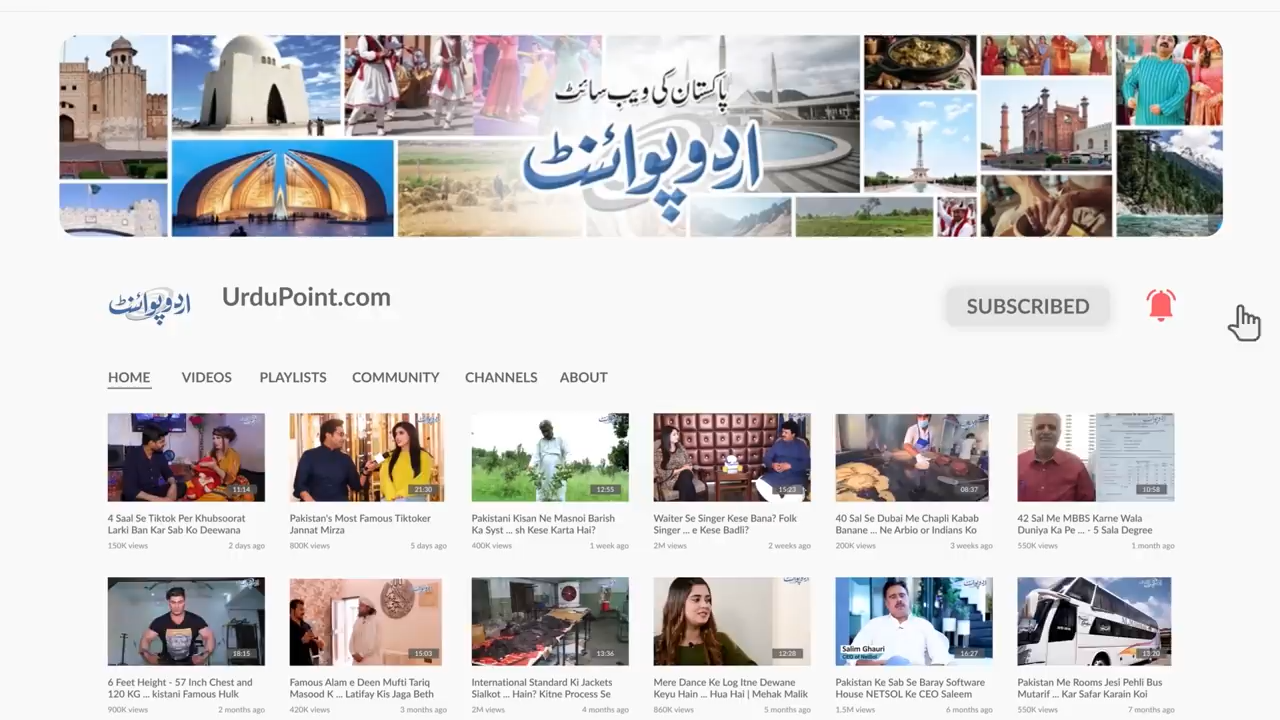 پاکستان کی ویب سائٹ
اردو پوائنٹ
اردو پوائنٹ
UrduPoint.com
SUBSCRIBED
HOME VIDEOS PLAYLISTS COMMUNITY CHANNELS ABOUT
11:14
21:30
12:55
15:23
08:37
10:58
4 Saal Se Tiktok Per Khubsoorat
Larki Ban Kar Sab Ko Deewana
150K views 2 days ago
Pakistan's Most Famous Tiktoker
Jannat Mirza
800K views 5 days ago
Pakistani Kisan Ne Masnoi Barish
Ka Syst ... sh Kese Karta Hai?
400K views 1 week ago
Waiter Se Singer Kese Bana? Folk
Singer ... e Kese Badli?
2M views 2 weeks ago
40 Sal Se Dubai Me Chapli Kabab
Banane ... Ne Arbio or Indians Ko
200K views 3 weeks ago
42 Sal Me MBBS Karne Wala
Duniya Ka Pe ... - 5 Sala Degree
550K views 1 month ago
18:15
15:03
13:36
12:28
Salim Ghauri
CEO of NetSol
16:27
13:20
6 Feet Height - 57 Inch Chest and
120 KG ... kistani Famous Hulk
900K views 2 months ago
Famous Alam e Deen Mufti Tariq
Masood K ... Latifay Kis Jaga Beth
420K views 3 months ago
International Standard Ki Jackets
Sialkot ... Hain? Kitne Process Se
2M views 4 months ago
Mere Dance Ke Log Itne Dewane
Keyu Hain ... Hua Hai | Mehak Malik
860K views 5 months ago
Pakistan Ke Sab Se Baray Software
House NETSOL Ke CEO Saleem
1.5M views 6 months ago
Pakistan Me Rooms Jesi Pehli Bus
Mutarif ... Kar Safar Karain Koi
550K views 7 months ago